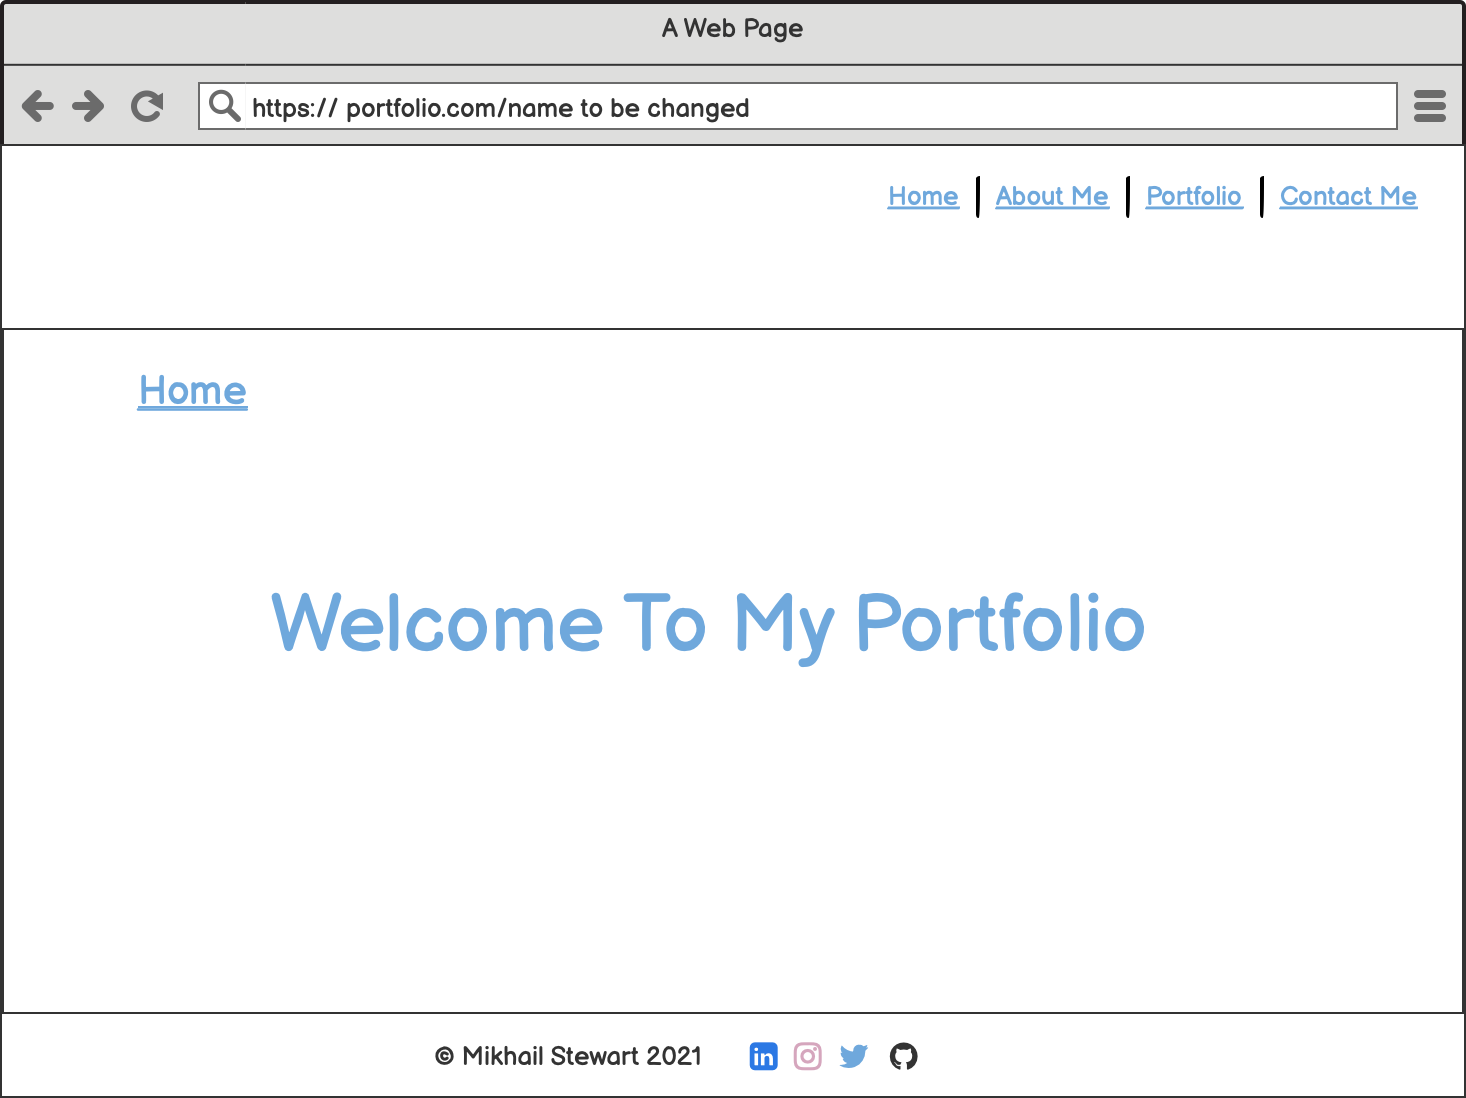 A Web Page
https:// portfolio.com/name to be changed
Home | About Me | Portfolio | Contact Me
Home
Welcome To My Portfolio
© Mikhail Stewart 2021 in